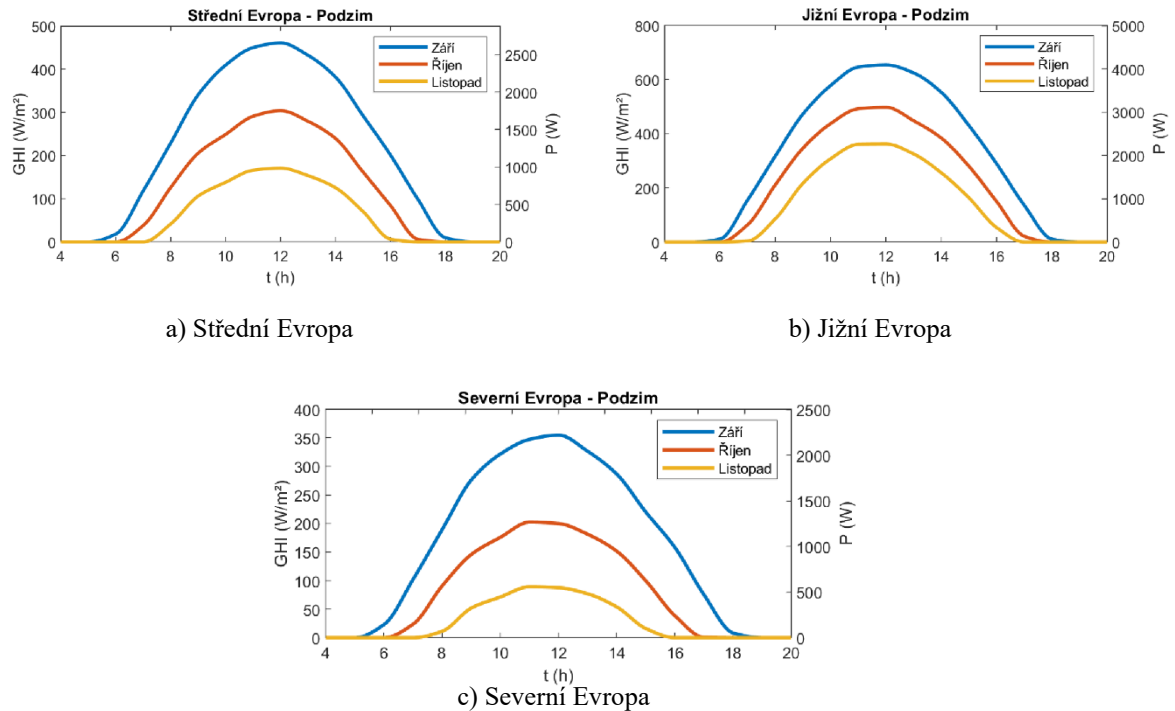 Střední Evropa - Podzim
500
400
300
200
100
0
GHI (W/m²)
2500
2000
1500
1000
500
0
P (W)
Září
Říjen
Listopad
4 6 8 10 12 14 16 18 20
t (h)
a) Střední Evropa
Jižní Evropa - Podzim
800
600
400
200
0
GHI (W/m²)
5000
4000
3000
2000
1000
0
P (W)
Září
Říjen
Listopad
4 6 8 10 12 14 16 18 20
t (h)
b) Jižní Evropa
Severní Evropa - Podzim
400
350
300
250
200
150
100
50
0
GHI (W/m²)
2500
2000
1500
1000
500
0
P (W)
Září
Říjen
Listopad
4 6 8 10 12 14 16 18 20
t (h)
c) Severní Evropa